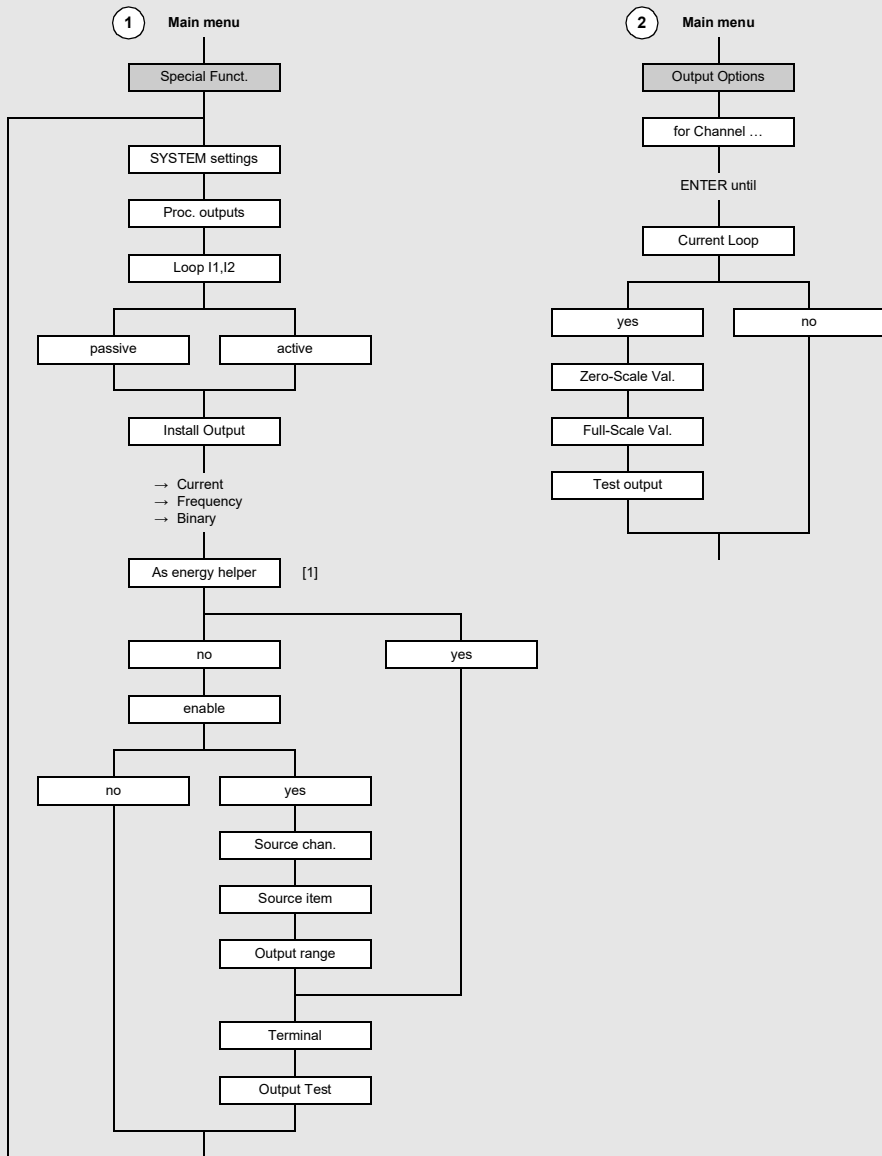 1 Main menu
Special Funct.
SYSTEM settings
Proc. outputs
Loop I1,I2
passive active
Install Output
→ Current
→ Frequency
→ Binary
As energy helper [1]
no yes
enable
no yes
Source chan.
Source item
Output range
Terminal
Output Test
2 Main menu
Output Options
for Channel …
ENTER until
Current Loop
yes no
Zero-Scale Val.
Full-Scale Val.
Test output